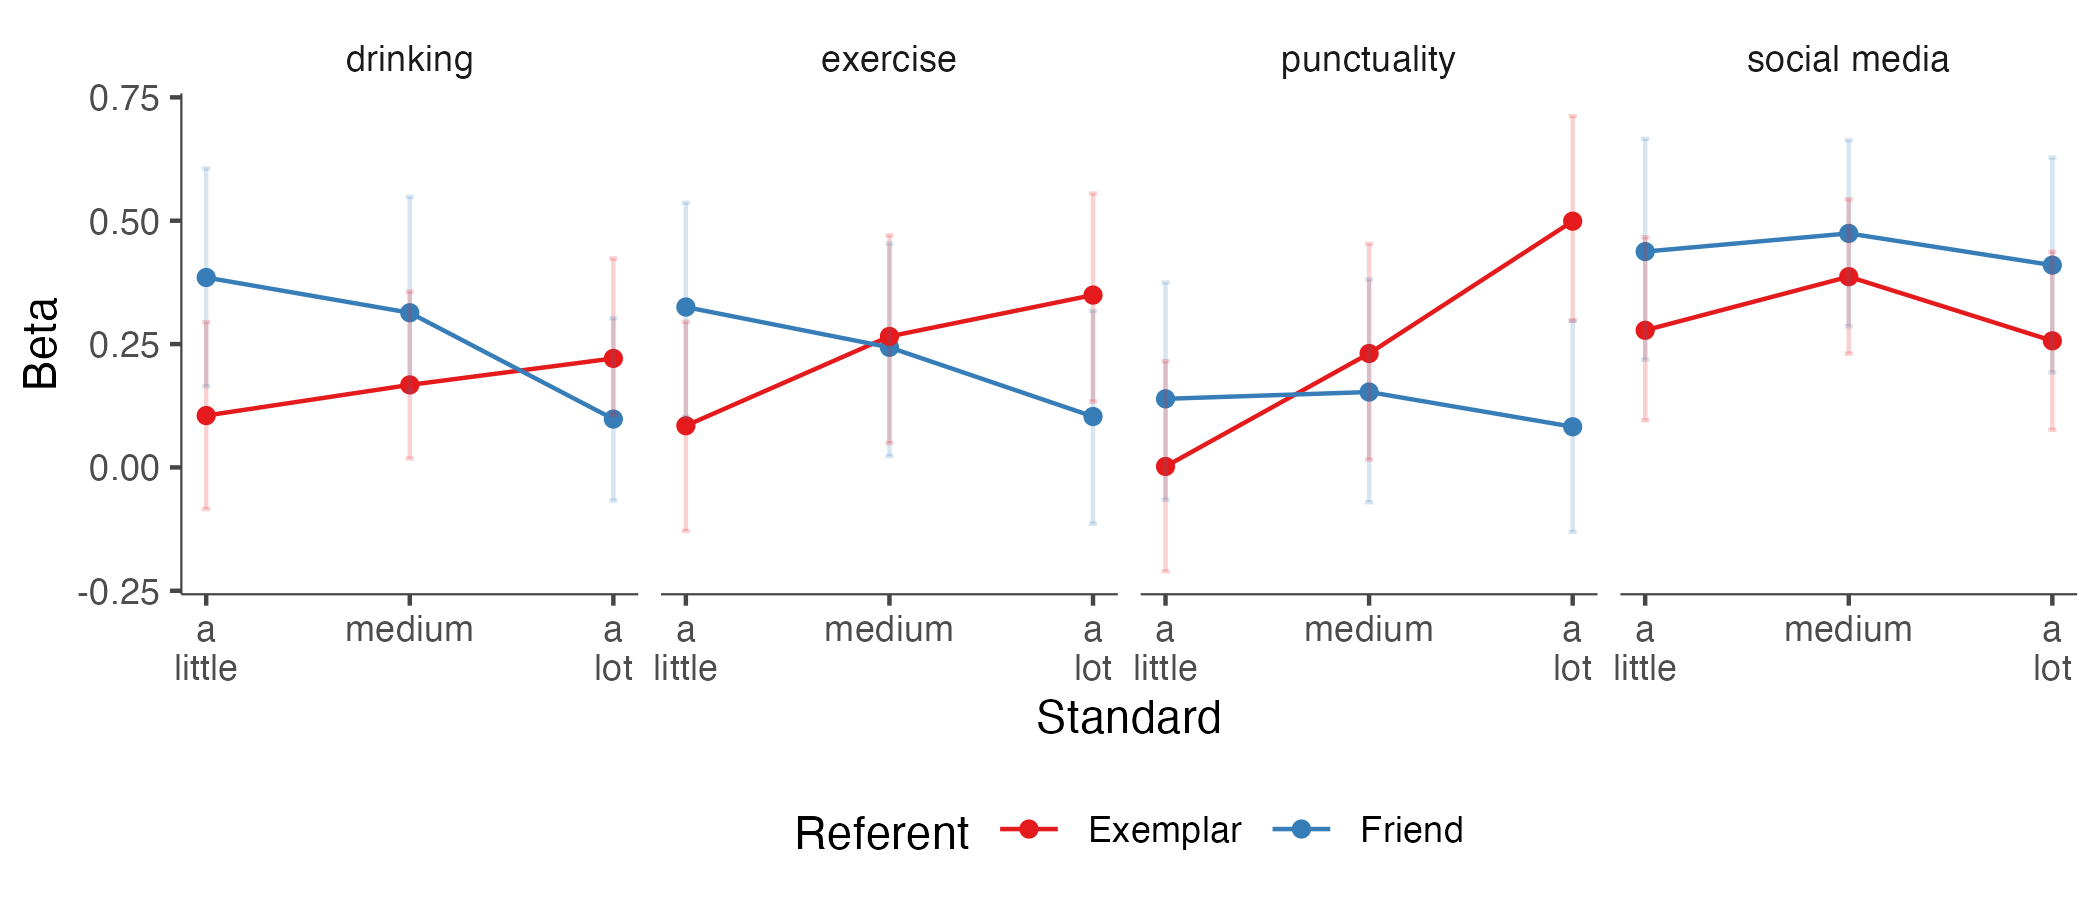 drinking exercise punctuality social media
0.75
0.50
0.25
0.00
-0.25
Beta
a medium a a medium a a medium a a medium a
little lot little lot little lot little lot
Standard
Referent Exemplar Friend